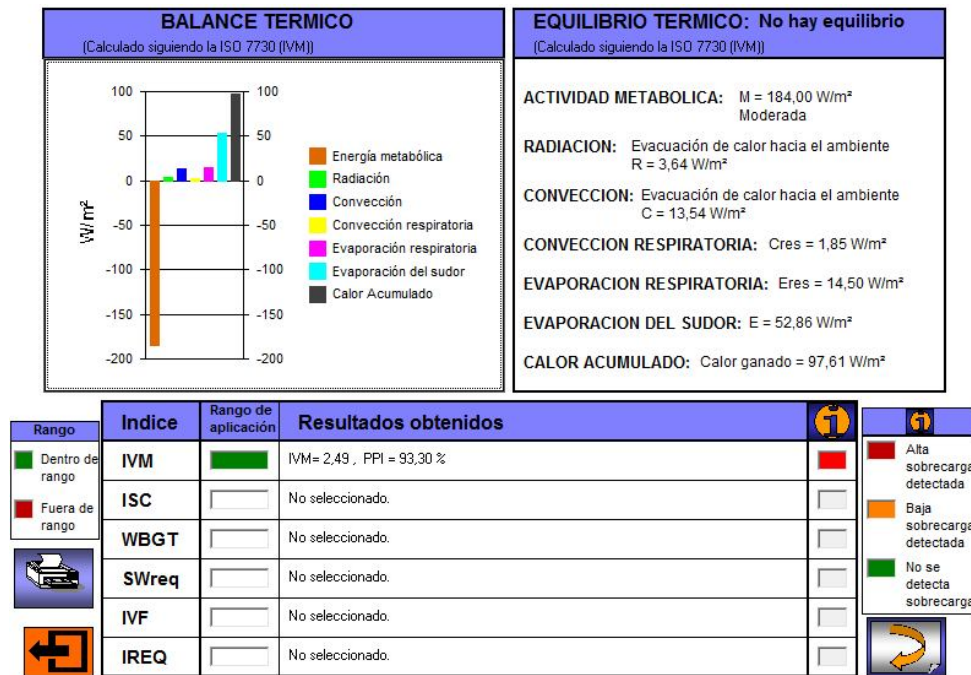 BALANCE TERMICO
(Calculado siguiendo la ISO 7730 (IVM))
100
50
0
-50
-100
-150
-200
W/m²
100
50
0
-50
-100
-150
-200
Energía metabólica
Radiación
Convección
Convección respiratoria
Evaporación respiratoria
Evaporación del sudor
Calor Acumulado
EQUILIBRIO TERMICO: No hay equilibrio
(Calculado siguiendo la ISO 7730 (IVM))
ACTIVIDAD METABOLICA: M = 184,00 W/m²
Moderada
RADIACION: Evacuación de calor hacia el ambiente
R = 3,64 W/m²
CONVECCION: Evacuación de calor hacia el ambiente
C = 13,54 W/m²
CONVECCION RESPIRATORIA: Cres = 1,85 W/m²
EVAPORACION RESPIRATORIA: Eres = 14,50 W/m²
EVAPORACION DEL SUDOR: E = 52,86 W/m²
CALOR ACUMULADO: Calor ganado = 97,61 W/m²
Rango
Dentro de
rango
Fuera de
rango
Indice
Rango de
aplicación
Resultados obtenidos
IVM
IVM= 2,49 , PPI = 93,30 %
ISC
No seleccionado.
WBGT
No seleccionado.
SWreq
No seleccionado.
IVF
No seleccionado.
IREQ
No seleccionado.
Alta
sobrecarga
detectada
Baja
sobrecarga
detectada
No se
detecta
sobrecarga